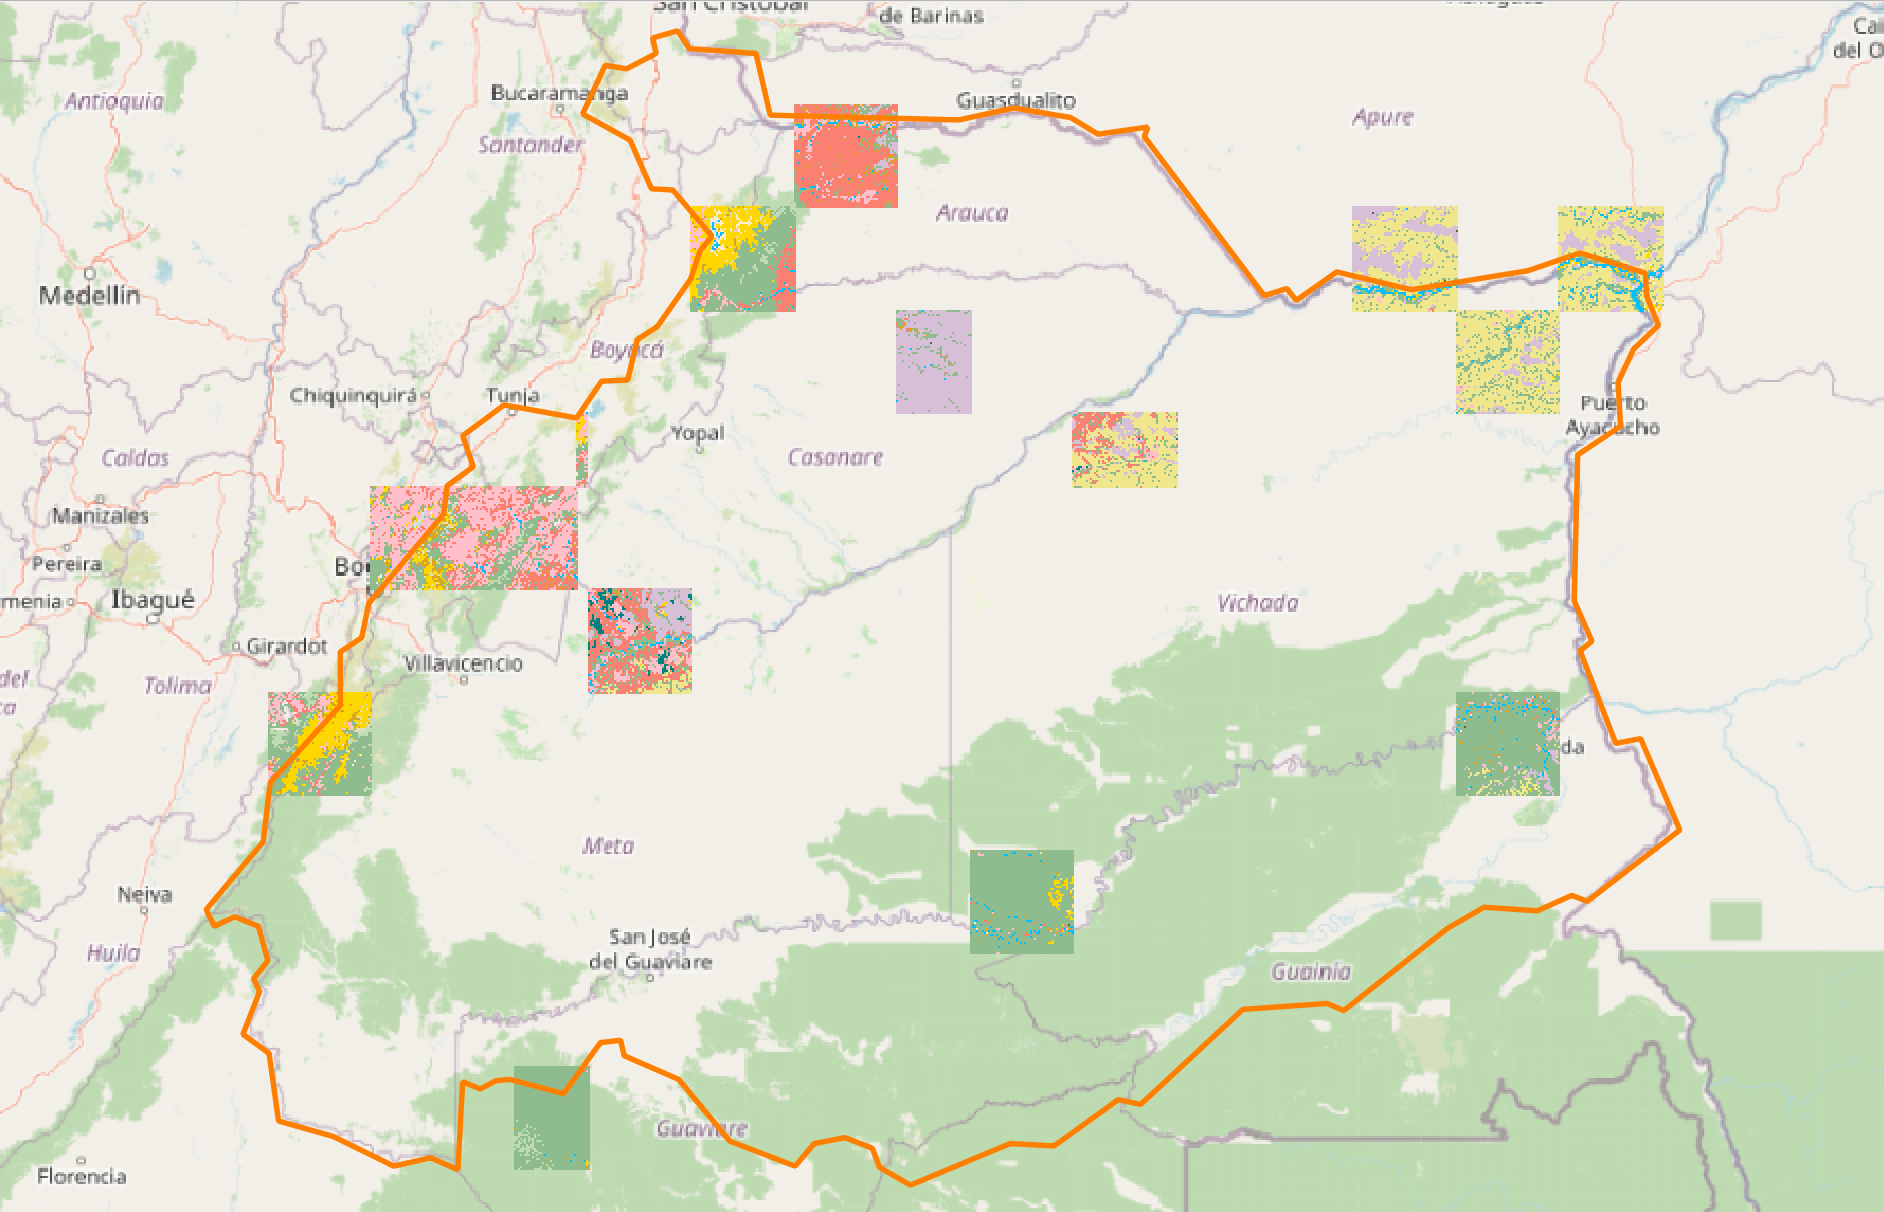 San Cristóbal
de Barinas
del O
Antioquia
Bucaramanga
Guasdualito
Apure
Santander
Arauca
Medellín
Boyacá
Chiquinquirá
Tunja
Puerto
Ayacucho
Yopal
Caldas
Casanare
Manizales
Pereira
Bo
menia
Ibagué
Vichada
Girardot
Villavicencio
del
Tolima
ca
da
Meta
Neiva
San José
del Guaviare
Huila
Guainía
Guaviare
Florencia